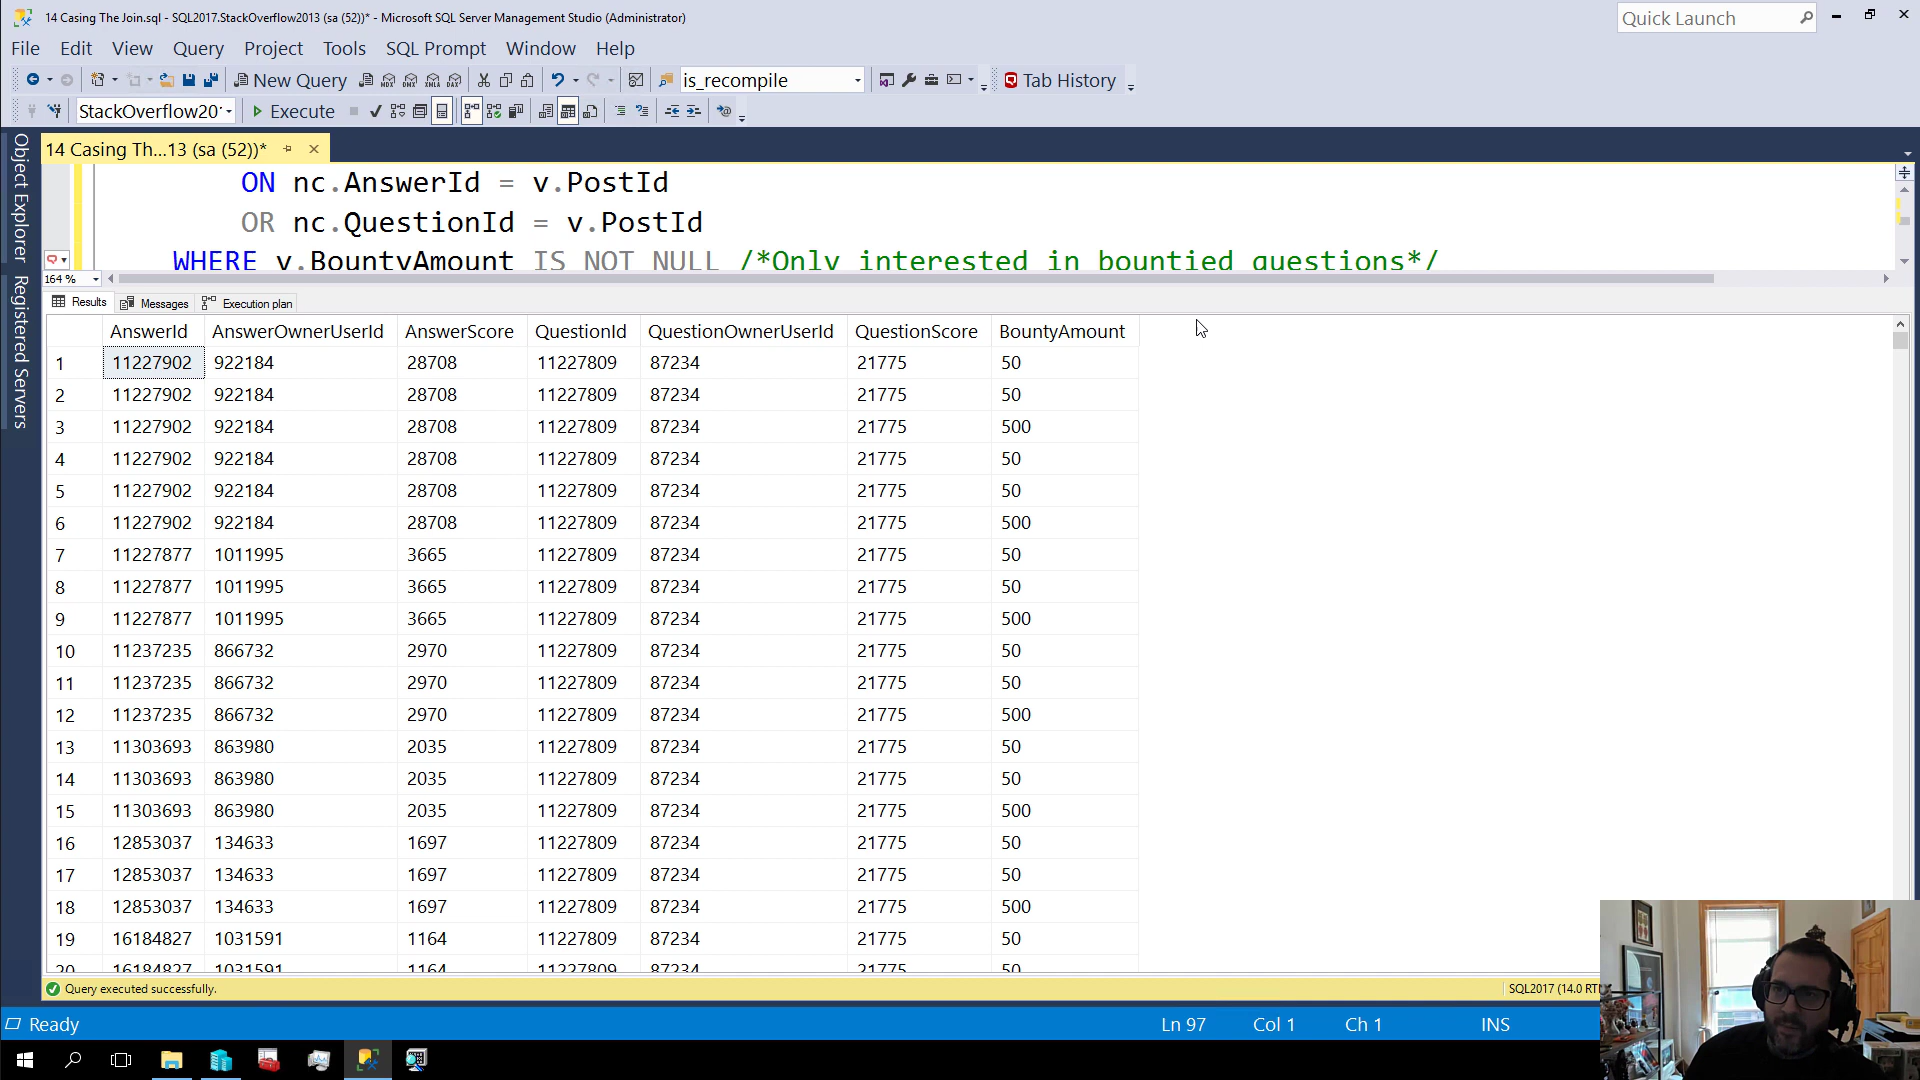 14 Casing The Join.sql - SQL2017.StackOverflow2013 (sa (52))* - Microsoft SQL Server Management Studio (Administrator)
Quick Launch
File Edit View Query Project Tools SQL Prompt Window Help
New Query
is_recompile
Tab History
StackOverflow20
Execute
14 Casing Th...13 (sa (52))*
Object Explorer
Registered Servers
ON nc.AnswerId = v.PostId
OR nc.QuestionId = v.PostId
WHERE v.BountyAmount IS NOT NULL /*Only interested in bountied questions*/
164 %
Results Messages Execution plan
AnswerId AnswerOwnerUserId AnswerScore QuestionId QuestionOwnerUserId QuestionScore BountyAmount
1 11227902 922184 28708 11227809 87234 21775 50
2 11227902 922184 28708 11227809 87234 21775 50
3 11227902 922184 28708 11227809 87234 21775 500
4 11227902 922184 28708 11227809 87234 21775 50
5 11227902 922184 28708 11227809 87234 21775 50
6 11227902 922184 28708 11227809 87234 21775 500
7 11227877 1011995 3665 11227809 87234 21775 50
8 11227877 1011995 3665 11227809 87234 21775 50
9 11227877 1011995 3665 11227809 87234 21775 500
10 11237235 866732 2970 11227809 87234 21775 50
11 11237235 866732 2970 11227809 87234 21775 50
12 11237235 866732 2970 11227809 87234 21775 500
13 11303693 863980 2035 11227809 87234 21775 50
14 11303693 863980 2035 11227809 87234 21775 50
15 11303693 863980 2035 11227809 87234 21775 500
16 12853037 134633 1697 11227809 87234 21775 50
17 12853037 134633 1697 11227809 87234 21775 50
18 12853037 134633 1697 11227809 87234 21775 500
19 16184827 1031591 1164 11227809 87234 21775 50
20 16184827 1031591 1164 11227809 87234 21775 50
Query executed successfully.
SQL2017 (14.0 RT
Ready
Ln 97 Col 1 Ch 1 INS